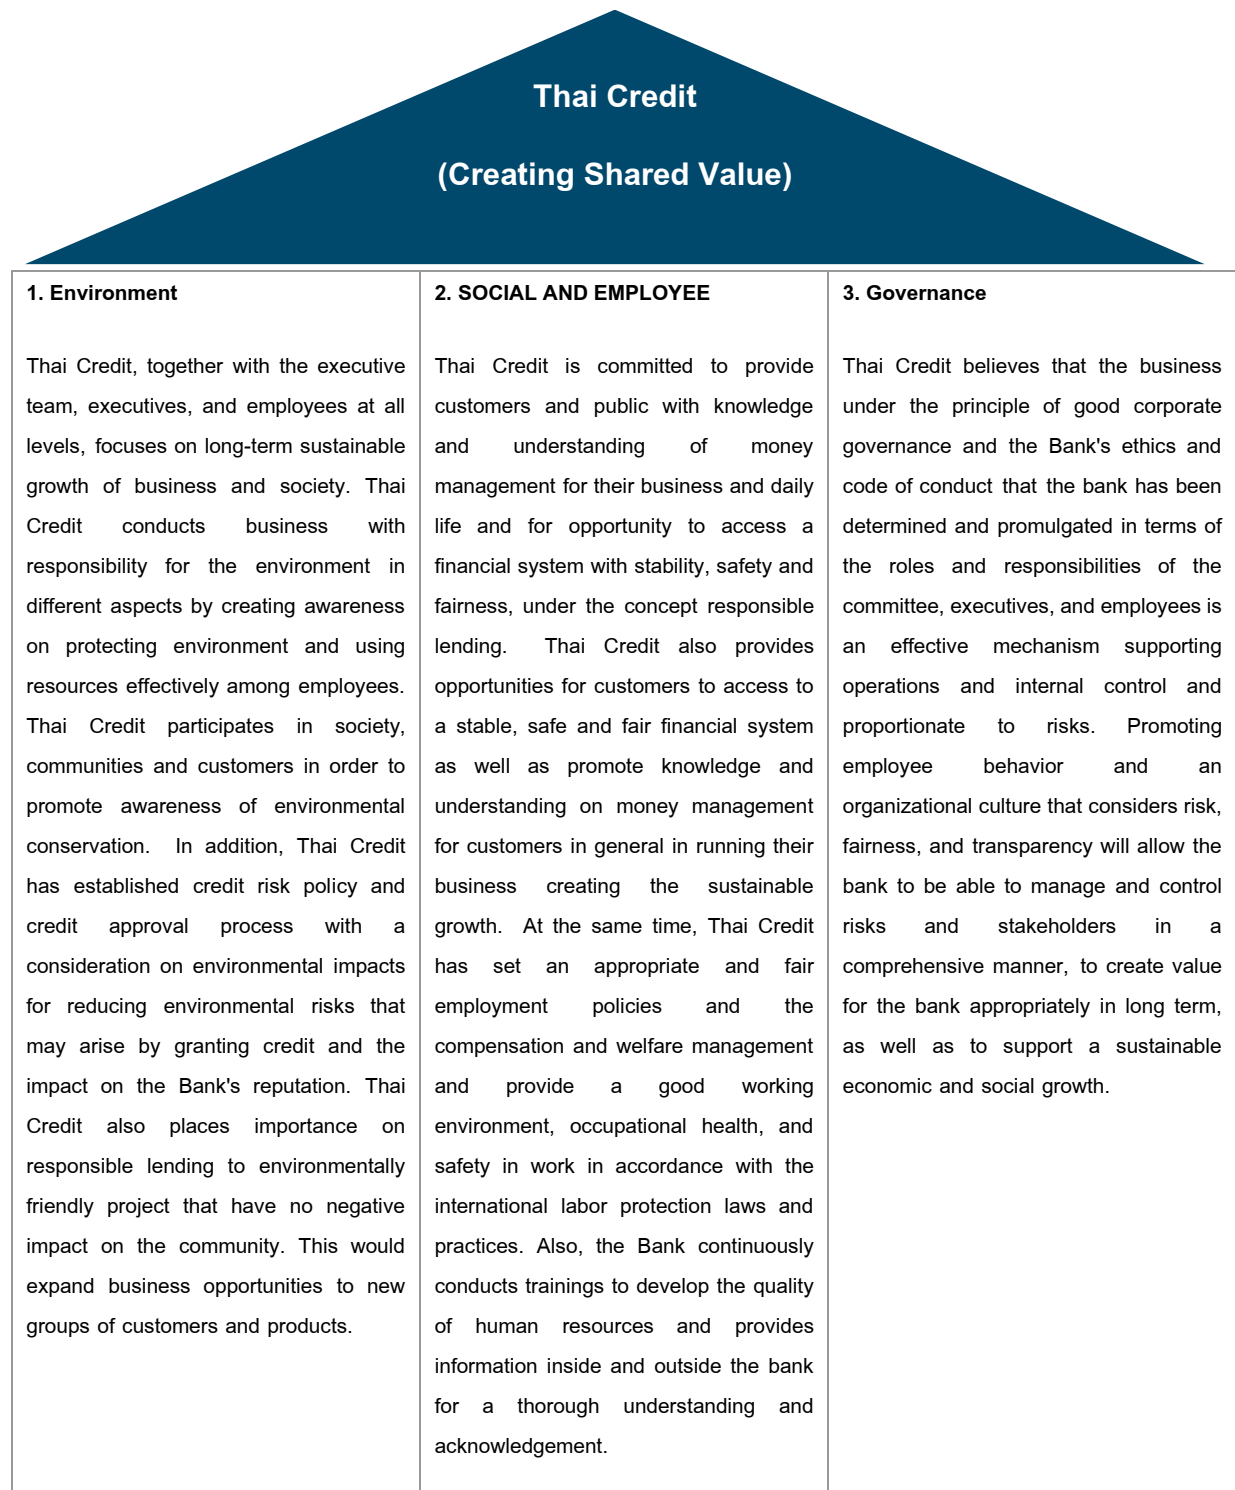 Thai Credit
(Creating Shared Value)
1. Environment
Thai Credit, together with the executive
team, executives, and employees at all
levels, focuses on long-term sustainable
growth of business and society. Thai
Credit conducts business with
responsibility for the environment in
different aspects by creating awareness
on protecting environment and using
resources effectively among employees.
Thai Credit participates in society,
communities and customers in order to
promote awareness of environmental
conservation. In addition, Thai Credit
has established credit risk policy and
credit approval process with a
consideration on environmental impacts
for reducing environmental risks that
may arise by granting credit and the
impact on the Bank's reputation. Thai
Credit also places importance on
responsible lending to environmentally
friendly project that have no negative
impact on the community. This would
expand business opportunities to new
groups of customers and products.
2. SOCIAL AND EMPLOYEE
Thai Credit is committed to provide
customers and public with knowledge
and understanding of money
management for their business and daily
life and for opportunity to access a
financial system with stability, safety and
fairness, under the concept responsible
lending. Thai Credit also provides
opportunities for customers to access to
a stable, safe and fair financial system
as well as promote knowledge and
understanding on money management
for customers in general in running their
business creating the sustainable
growth. At the same time, Thai Credit
has set an appropriate and fair
employment policies and the
compensation and welfare management
and provide a good working
environment, occupational health, and
safety in work in accordance with the
international labor protection laws and
practices. Also, the Bank continuously
conducts trainings to develop the quality
of human resources and provides
information inside and outside the bank
for a thorough understanding and
acknowledgement.
3. Governance
Thai Credit believes that the business
under the principle of good corporate
governance and the Bank's ethics and
code of conduct that the bank has been
determined and promulgated in terms of
the roles and responsibilities of the
committee, executives, and employees is
an effective mechanism supporting
operations and internal control and
proportionate to risks. Promoting
employee behavior and an
organizational culture that considers risk,
fairness, and transparency will allow the
bank to be able to manage and control
risks and stakeholders in a
comprehensive manner, to create value
for the bank appropriately in long term,
as well as to support a sustainable
economic and social growth.